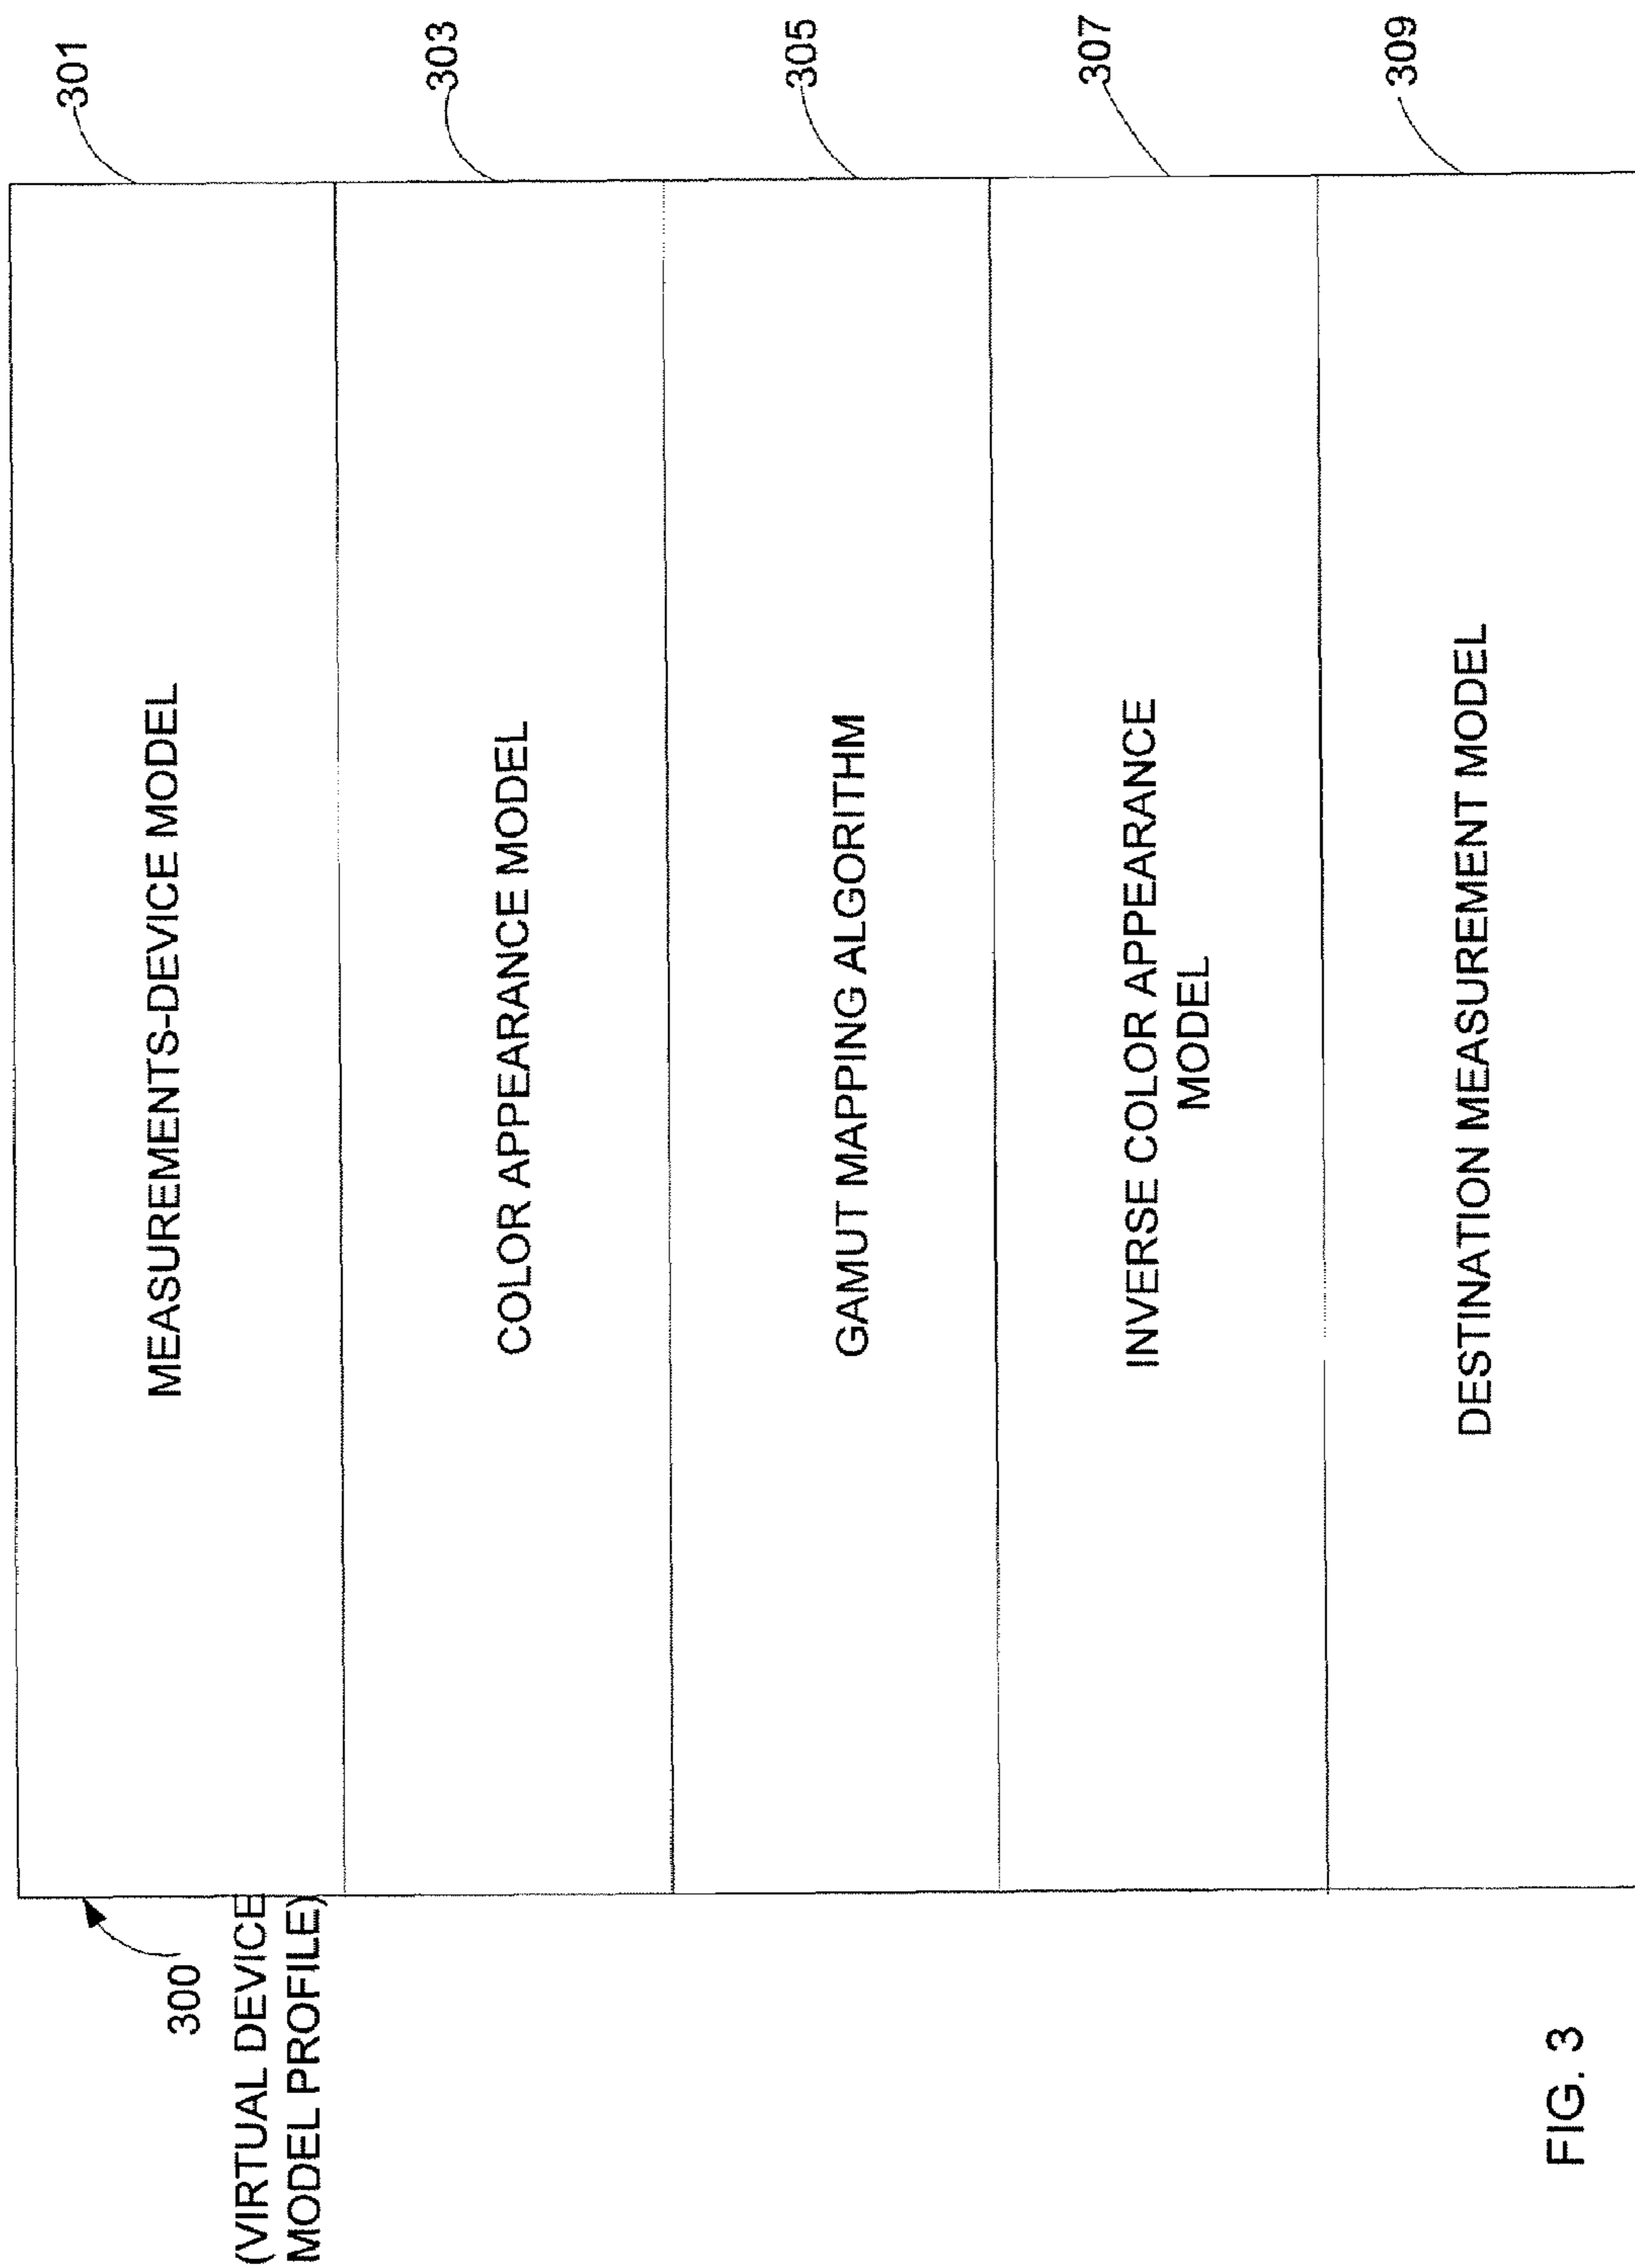 301
300
(VIRTUAL DEVICE
MODEL PROFILE)
MEASUREMENTS-DEVICE MODEL
303
COLOR APPEARANCE MODEL
305
GAMUT MAPPING ALGORITHM
307
INVERSE COLOR APPEARANCE
MODEL
309
DESTINATION MEASUREMENT MODEL
FIG. 3